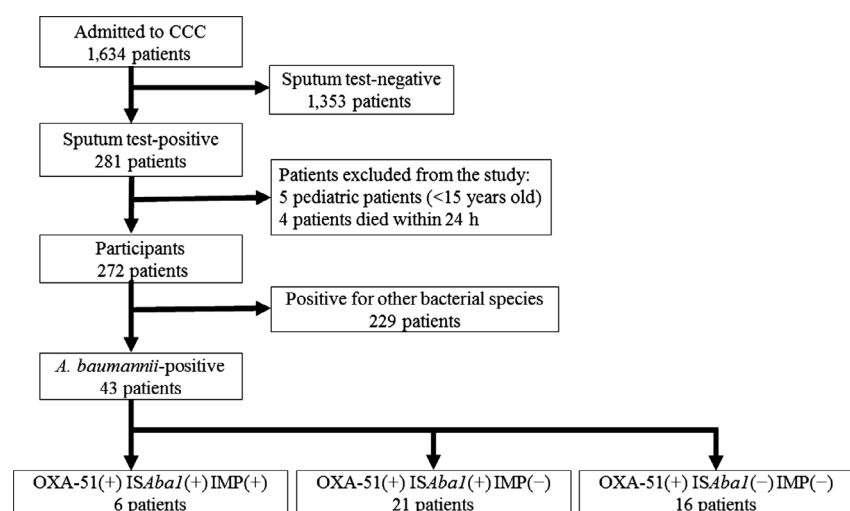 Admitted to CCC
1,634 patients
Sputum test-negative
1,353 patients
Sputum test-positive
281 patients
Patients excluded from the study:
5 pediatric patients (<15 years old)
4 patients died within 24 h
Participants
272 patients
Positive for other bacterial species
229 patients
A. baumannii-positive
43 patients
OXA-51(+) ISAba1(+) IMP(+)
6 patients
OXA-51(+) ISAba1(+) IMP(−)
21 patients
OXA-51(+) ISAba1(−) IMP(−)
16 patients